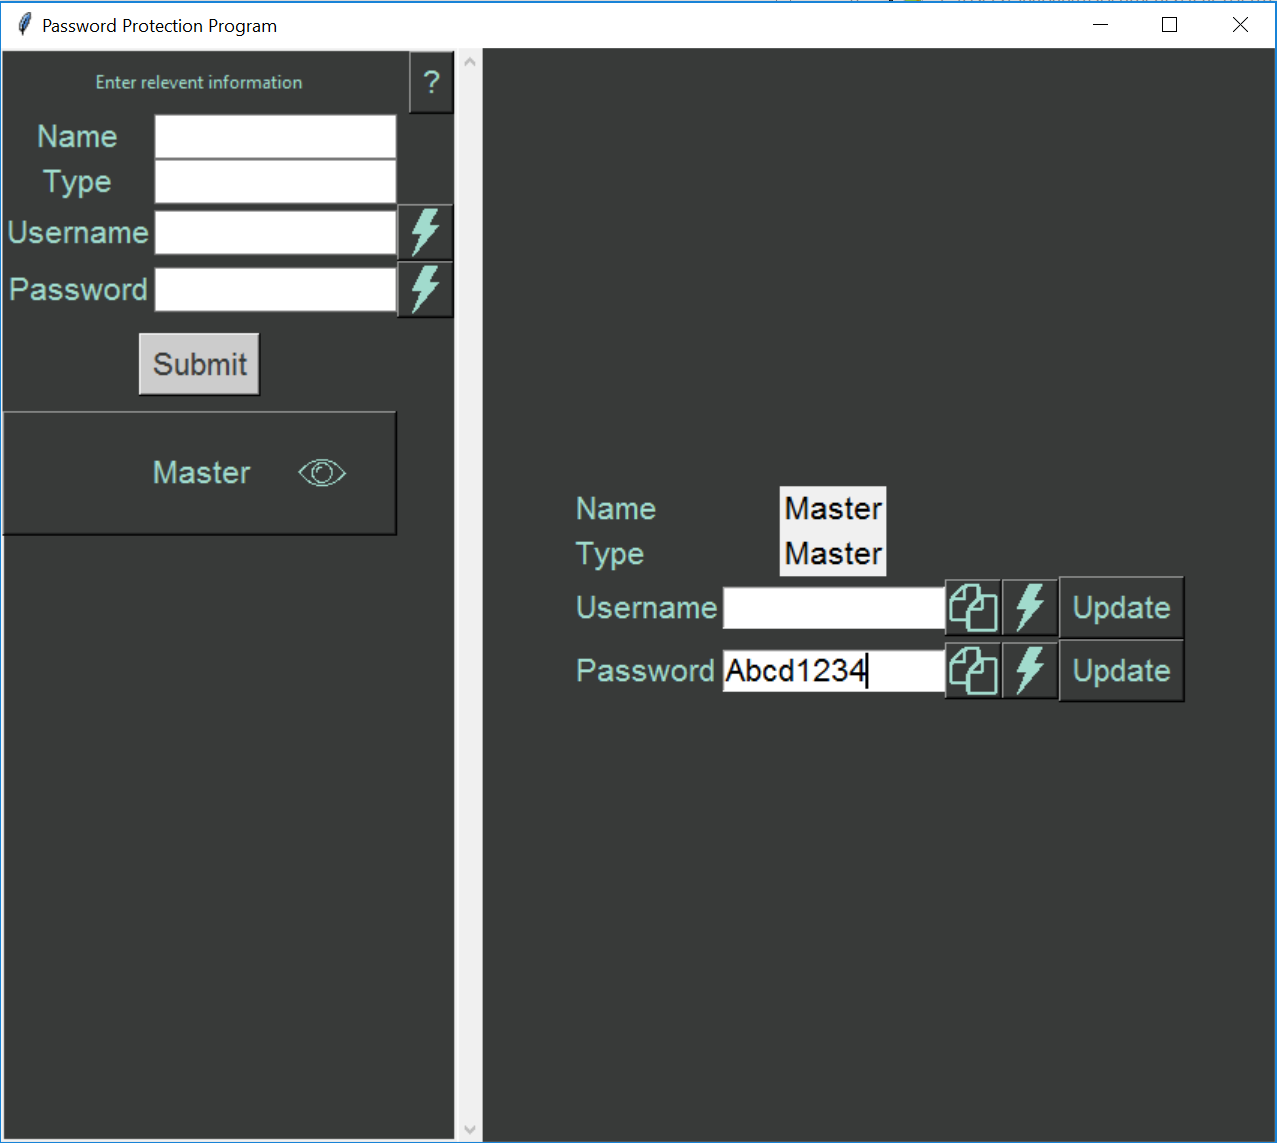 Password Protection Program
Enter relevent information
?
Name
Type
Username
Password
Submit
Master
Name Master
Type Master
Username Update
Password Abcd1234 Update